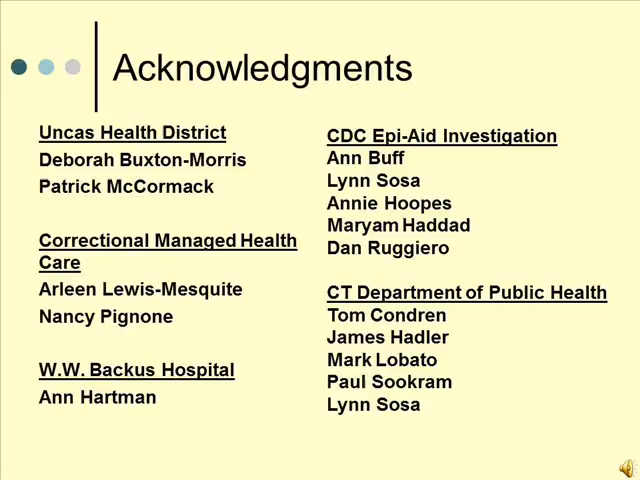 Acknowledgments
Uncas Health District
Deborah Buxton-Morris
Patrick McCormack
Correctional Managed Health
Care
Arleen Lewis-Mesquite
Nancy Pignone
W.W. Backus Hospital
Ann Hartman
CDC Epi-Aid Investigation
Ann Buff
Lynn Sosa
Annie Hoopes
Maryam Haddad
Dan Ruggiero
CT Department of Public Health
Tom Condren
James Hadler
Mark Lobato
Paul Sookram
Lynn Sosa